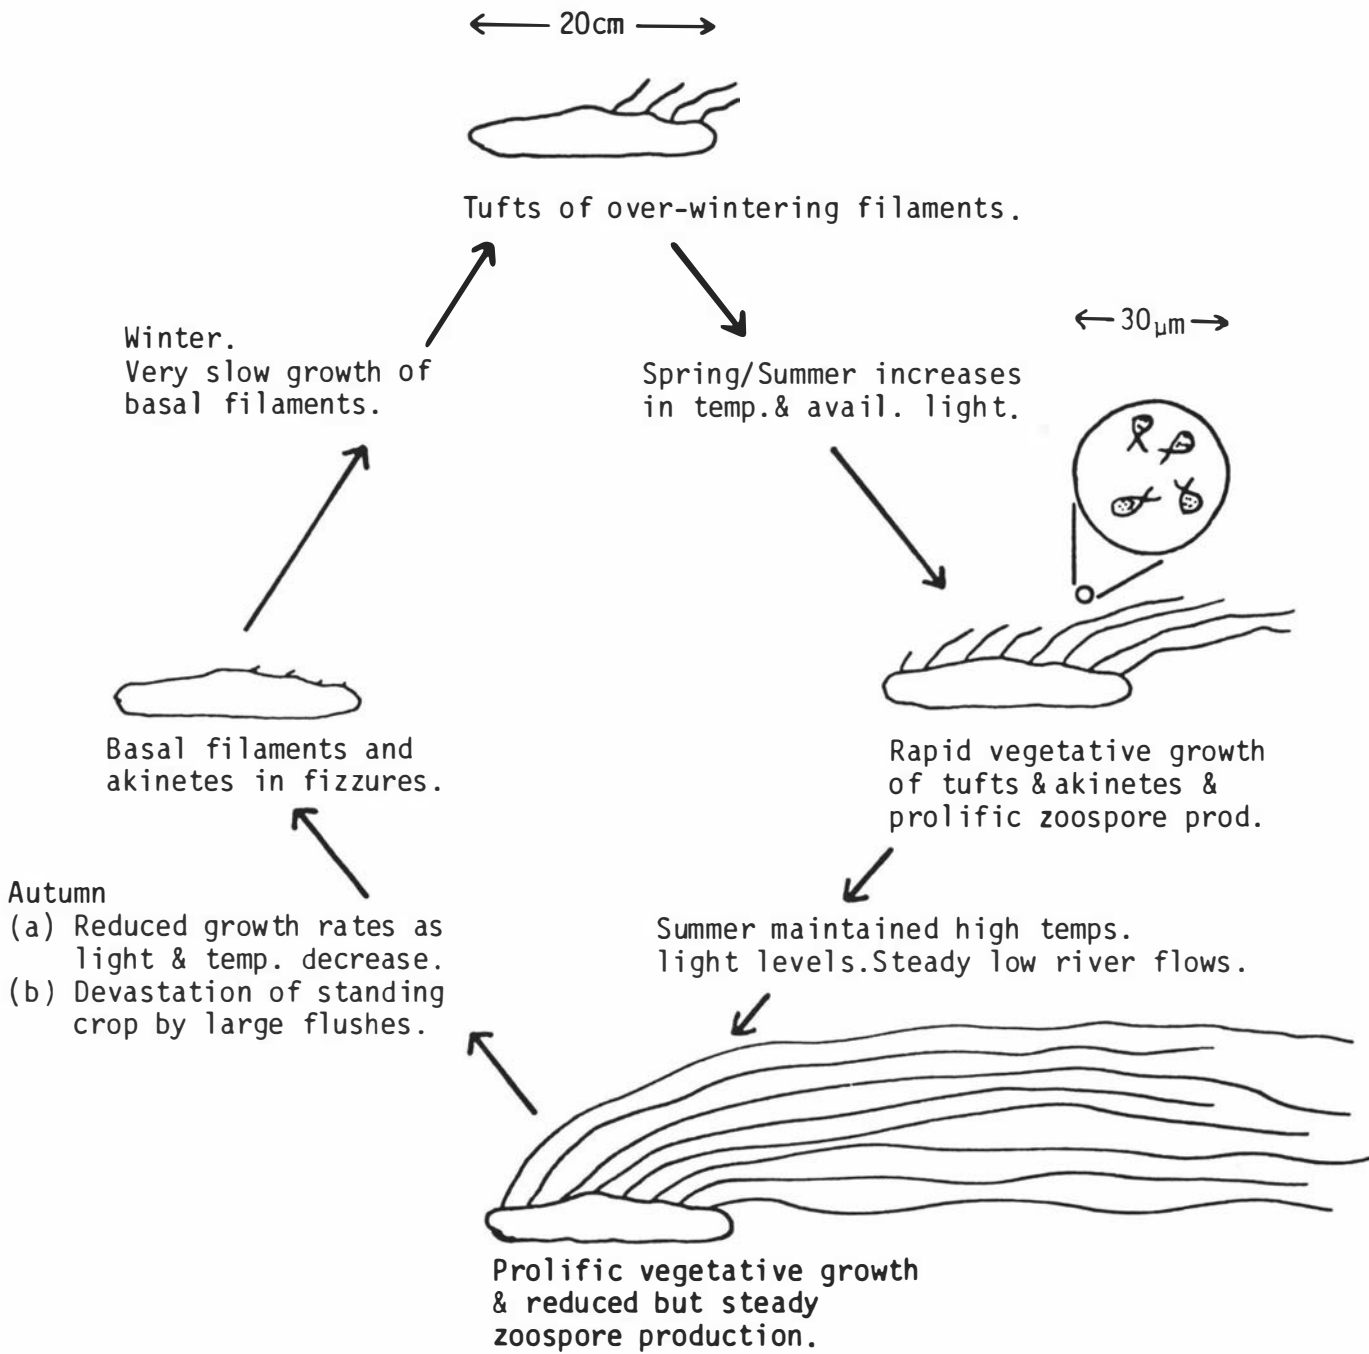 20cm
Tufts of over-wintering filaments.
Winter.
Very slow growth of
basal filaments.
Spring/Summer increases
in temp.& avail. light.
30μm
Basal filaments and
akinetes in fizzures.
Rapid vegetative growth
of tufts & akinetes &
prolific zoospore prod.
Autumn
(a) Reduced growth rates as
light & temp. decrease.
(b) Devastation of standing
crop by large flushes.
Summer maintained high temps.
light levels.Steady low river flows.
Prolific vegetative growth
& reduced but steady
zoospore production.